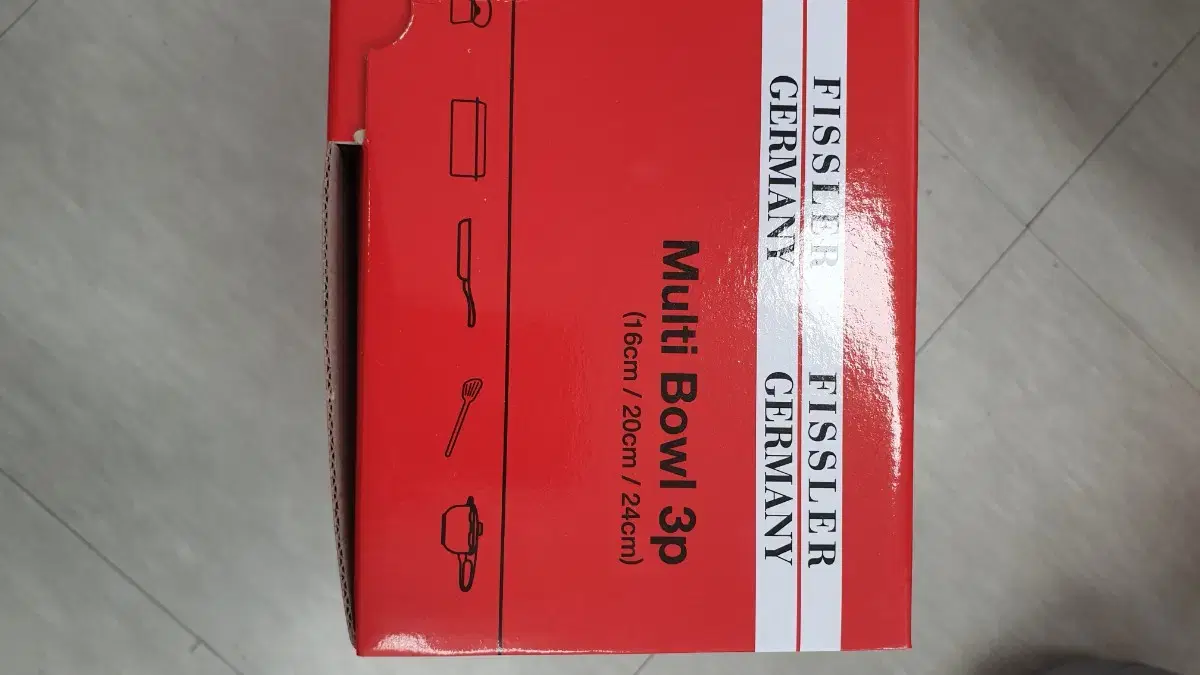 FISSLER FISSLER
GERMANY GERMANY
Multi Bowl 3p
(16cm / 20cm / 24cm)